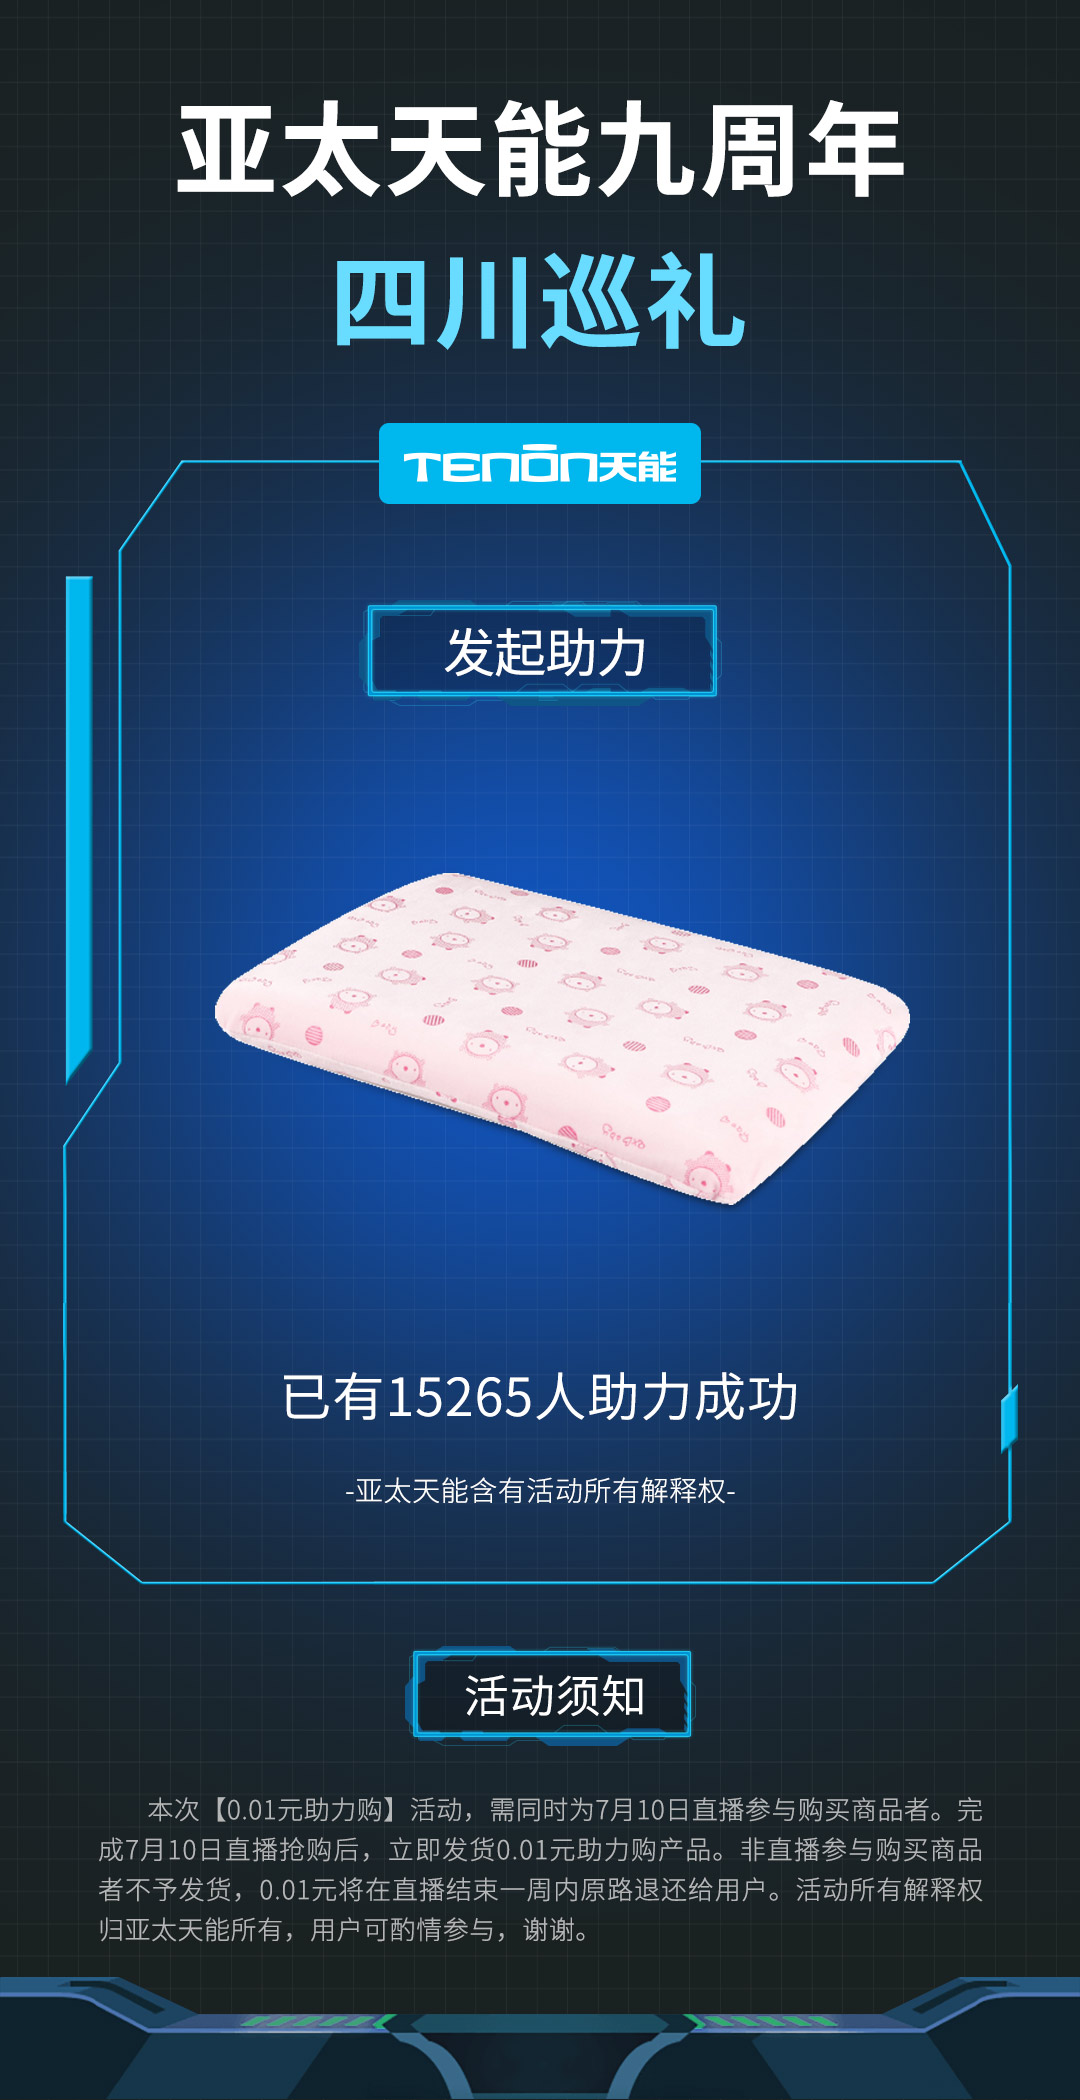 亚太天能九周年
四川巡礼
TENON天能
发起助力
已有15265人助力成功
-亚太天能含有活动所有解释权-
活动须知
本次【0.01元助力购】活动，需同时为7月10日直播参与购买商品者。完
成7月10日直播抢购后，立即发货0.01元助力购产品。非直播参与购买商品
者不予发货，0.01元将在直播结束一周内原路退还给用户。活动所有解释权
归亚太天能所有，用户可酌情参与，谢谢。